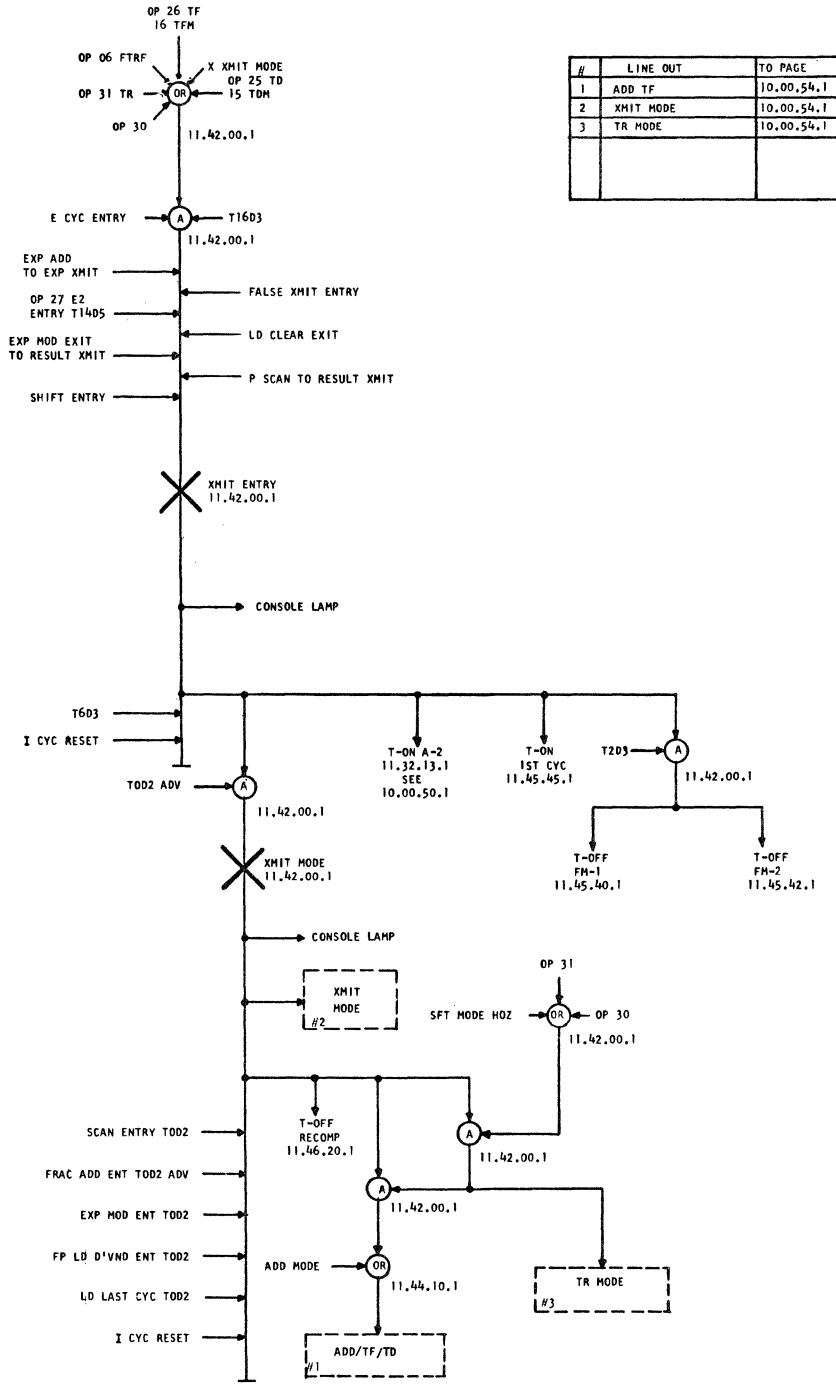 OP 26 TF
16 TFM
OP 06 FTRF
X XMIT MODE
OP 25 TD
15 TDM
OP 31 TR
OR
OP 30
11.42.00.1
# LINE OUT TO PAGE
1 ADD TF 10.00.54.1
2 XMIT MODE 10.00.54.1
3 TR MODE 10.00.54.1
E CYC ENTRY
A
T16D3
11.42.00.1
EXP ADD
TO EXP XMIT
FALSE XMIT ENTRY
OP 27 E2
ENTRY T14D5
LD CLEAR EXIT
EXP MOD EXIT
TO RESULT XMIT
P SCAN TO RESULT XMIT
SHIFT ENTRY
XMIT ENTRY
11.42.00.1
CONSOLE LAMP
T6D3
I CYC RESET
TOD2 ADV
A
11.42.00.1
T-ON A-2
11.32.13.1
SEE
10.00.50.1
T-ON
1ST CYC
11.45.45.1
T2D3
A
11.42.00.1
T-OFF
FM-1
11.45.40.1
T-OFF
FM-2
11.45.42.1
XMIT MODE
11.42.00.1
CONSOLE LAMP
XMIT
MODE
#2
OP 31
SFT MODE HOZ
OR
OP 30
11.42.00.1
T-OFF
RECOMP
11.46.20.1
A
11.42.00.1
A
11.42.00.1
SCAN ENTRY TOD2
FRAC ADD ENT TOD2 ADV
EXP MOD ENT TOD2
FP LD D'VND ENT TOD2
LD LAST CYC TOD2
I CYC RESET
ADD MODE
OR
11.44.10.1
TR MODE
#3
ADD/TF/TD
#1